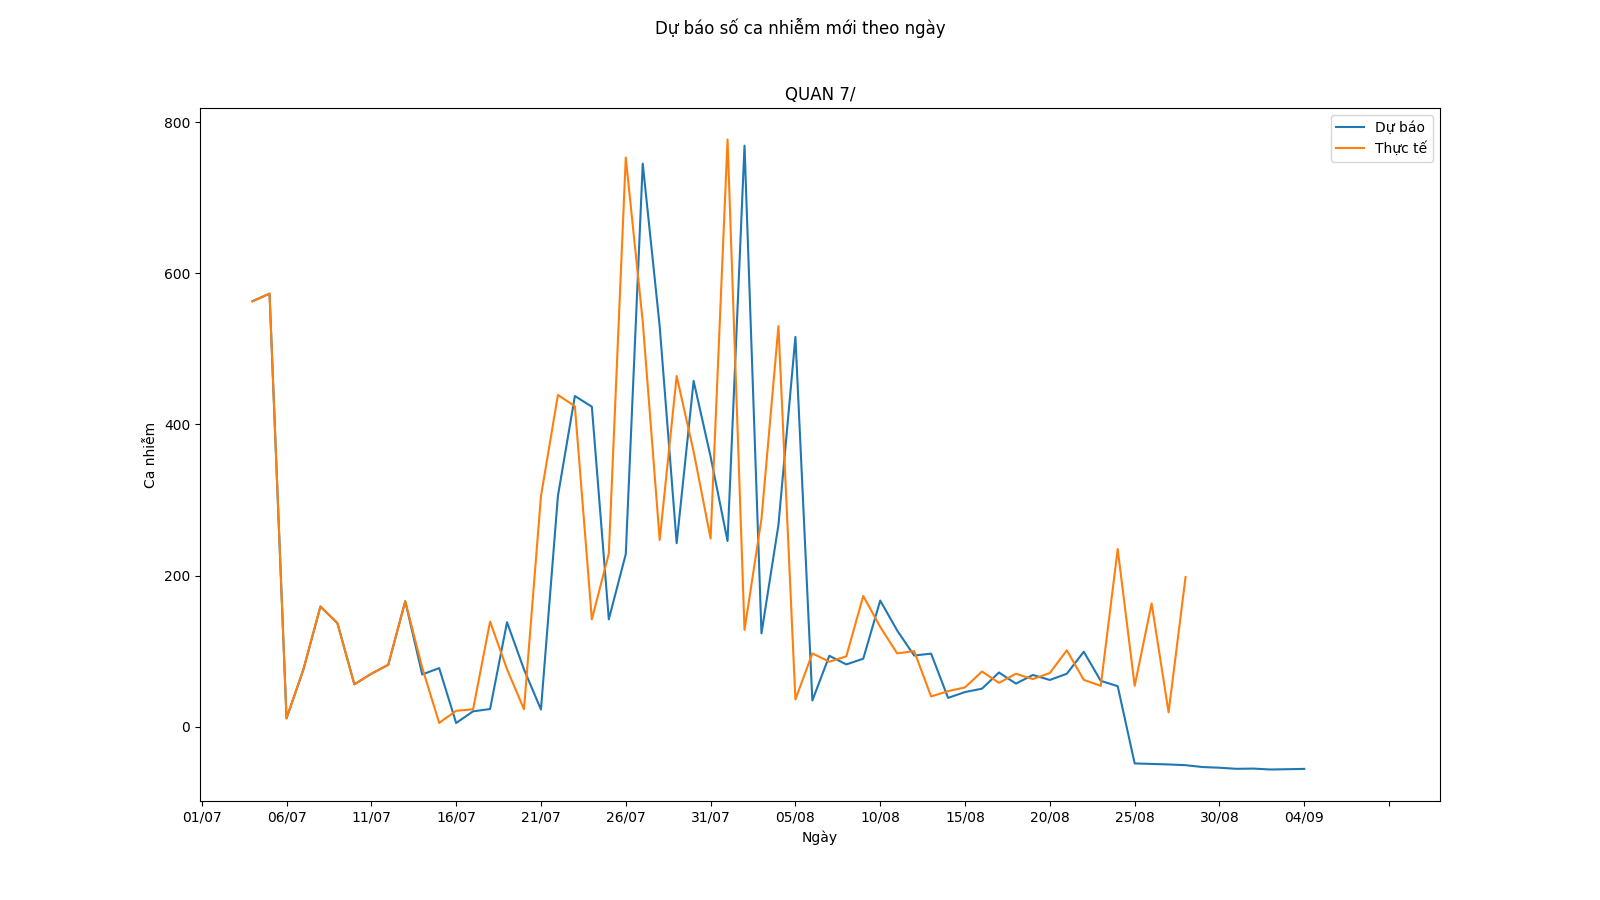 Dự báo số ca nhiễm mới theo ngày
QUAN 7/
Dự báo
Thực tế
800
600
400
200
0
Ca nhiễm
01/07 06/07 11/07 16/07 21/07 26/07 31/07 05/08 10/08 15/08 20/08 25/08 30/08 04/09
Ngày